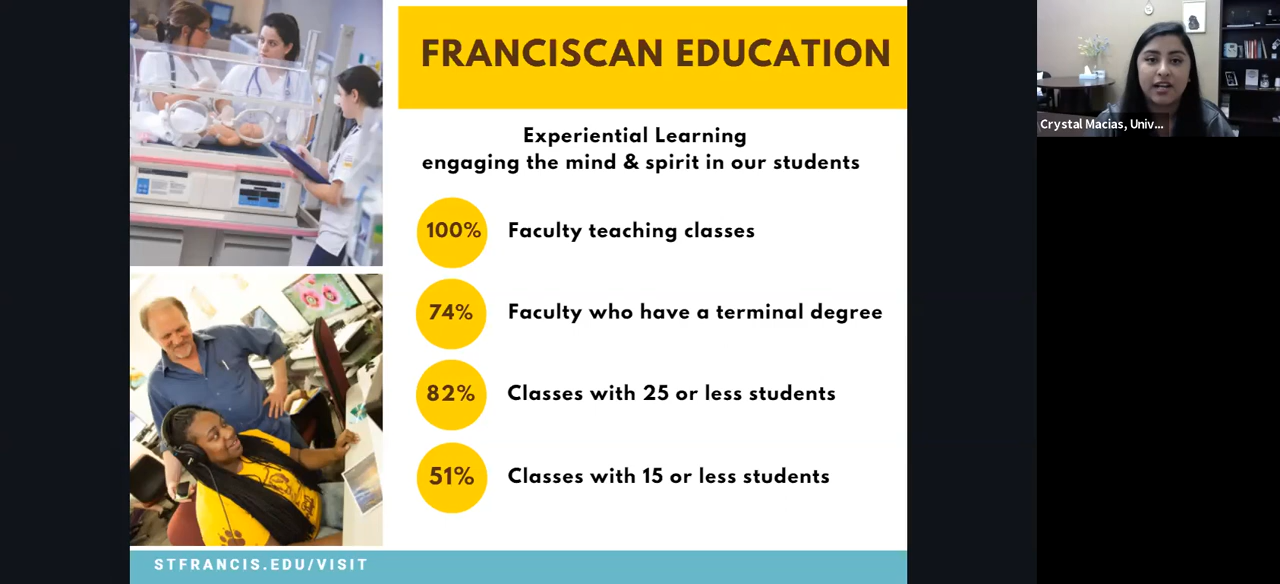 FRANCISCAN EDUCATION
Experiential Learning
engaging the mind & spirit in our students
100% Faculty teaching classes
74% Faculty who have a terminal degree
82% Classes with 25 or less students
51% Classes with 15 or less students
STFRANCIS.EDU/VISIT
Crystal Macias, Univ...